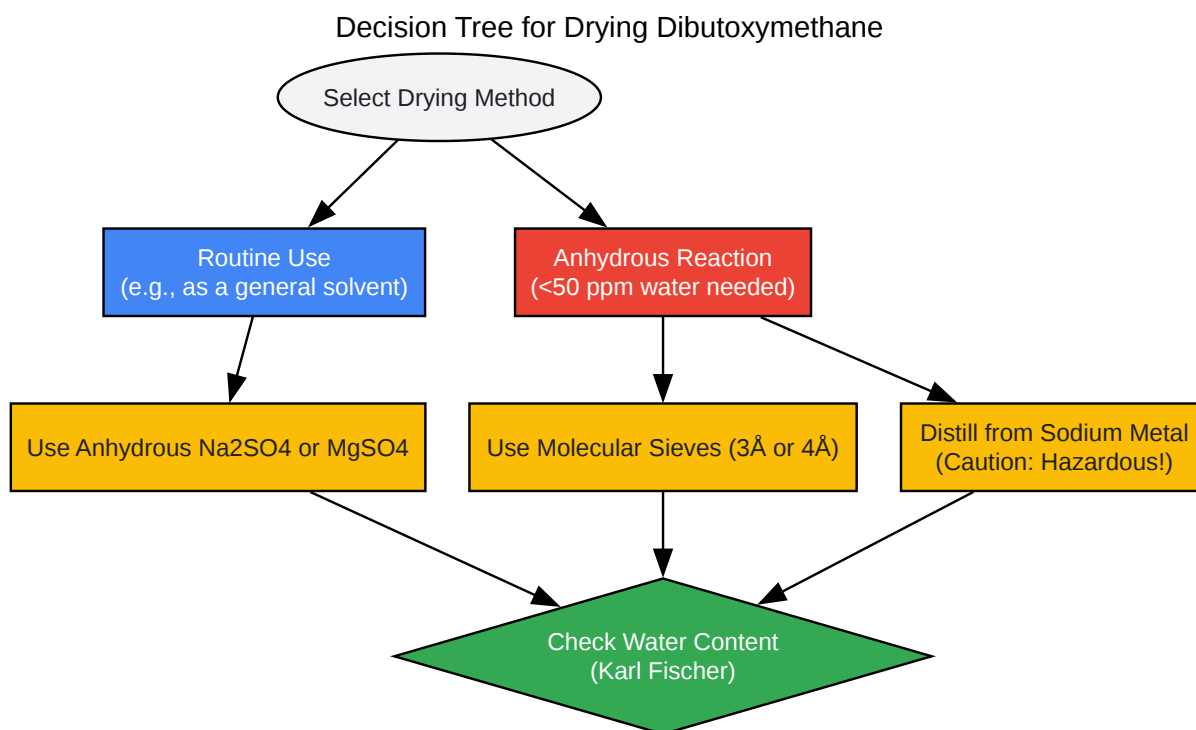 Decision Tree for Drying Dibutoxymethane
Select Drying Method
Routine Use
(e.g., as a general solvent)
Anhydrous Reaction
(<50 ppm water needed)
Use Anhydrous Na2SO4 or MgSO4
Use Molecular Sieves (3Å or 4Å)
Distill from Sodium Metal
(Caution: Hazardous!)
Check Water Content
(Karl Fischer)